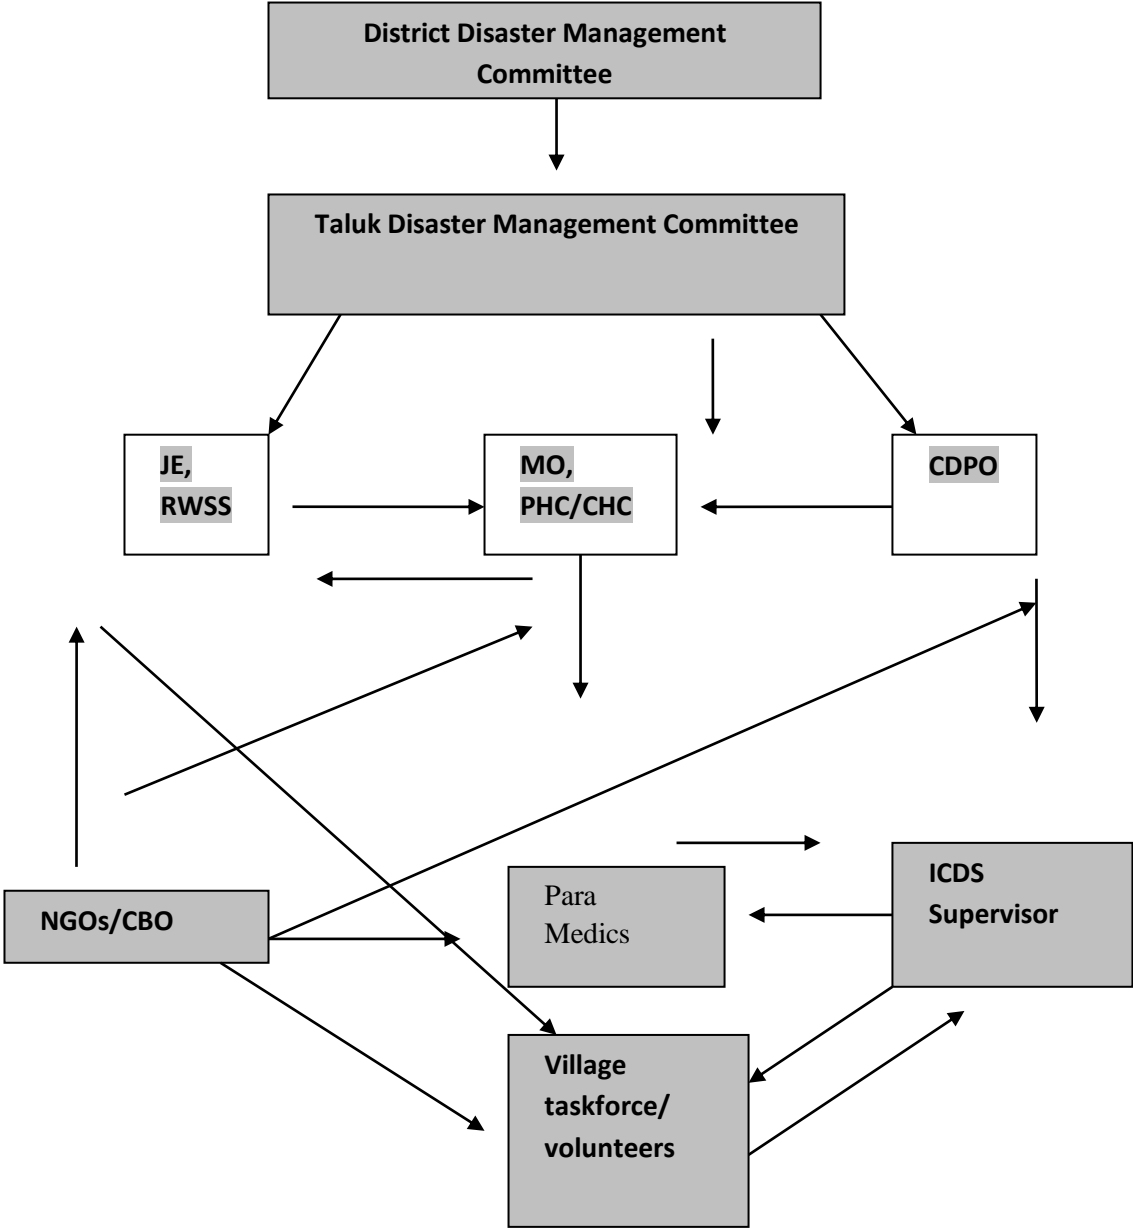 District Disaster Management
Committee
Taluk Disaster Management Committee
JE,
RWSS
MO,
PHC/CHC
CDPO
NGOs/CBO
Para
Medics
ICDS
Supervisor
Village
taskforce/
volunteers